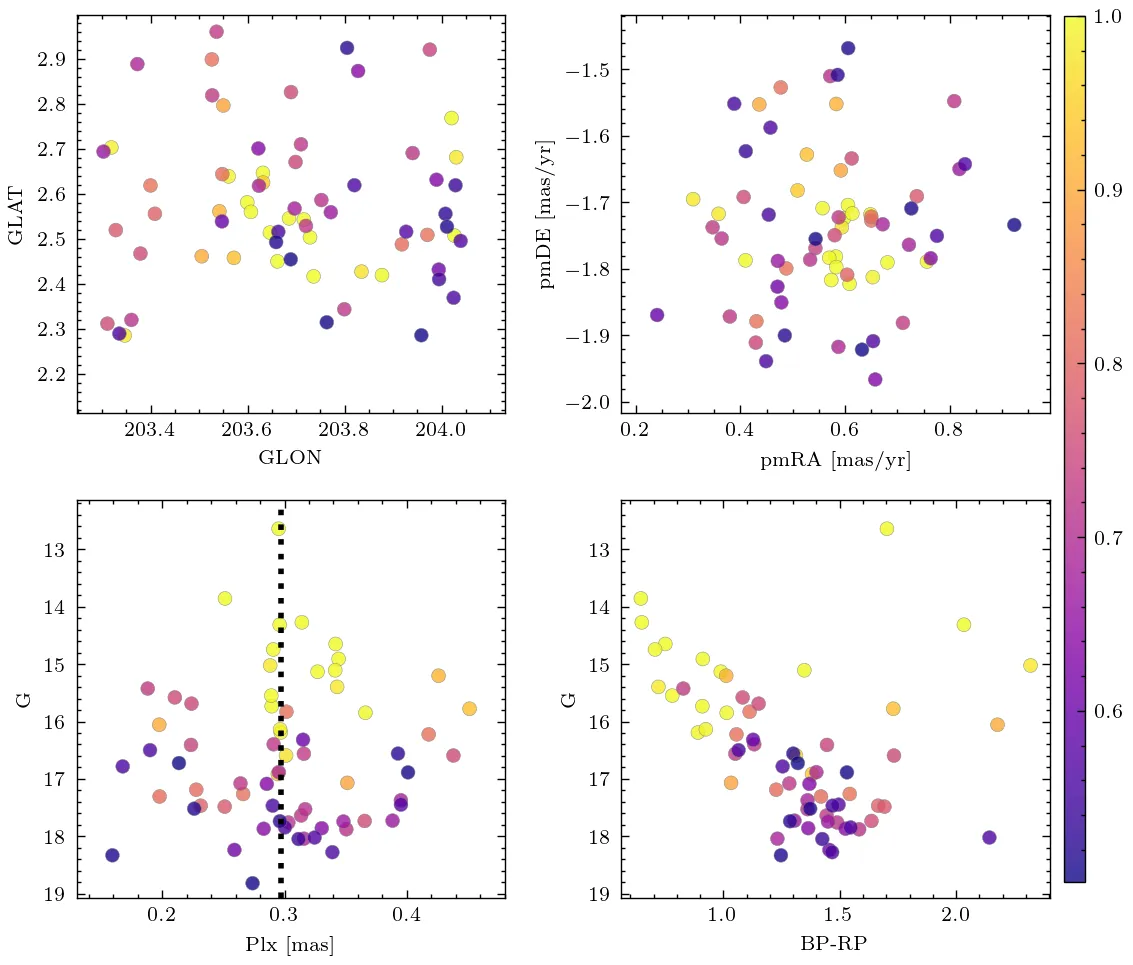 2.9
2.8
2.7
2.6
2.5
2.4
2.3
2.2
GLAT
203.4 203.6 203.8 204.0
GLON
−1.5
−1.6
−1.7
−1.8
−1.9
−2.0
pmDE [mas/yr]
0.2 0.4 0.6 0.8
pmRA [mas/yr]
1.0
0.9
0.8
0.7
0.6
13
14
15
16
17
18
19
G
0.2 0.3 0.4
Plx [mas]
13
14
15
16
17
18
19
G
1.0 1.5 2.0
BP-RP